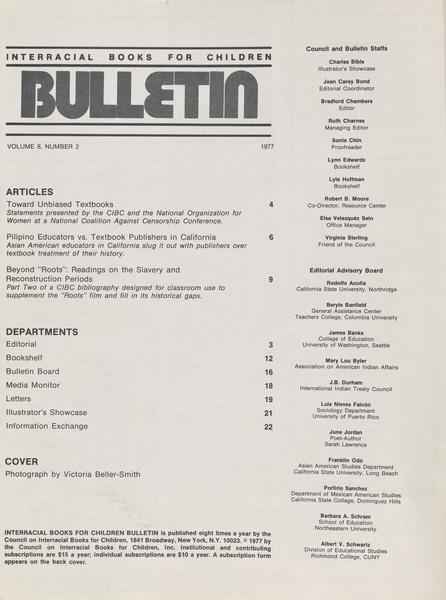 INTERRACIAL BOOKS FOR CHILDREN
BULLETIN
VOLUME 8, NUMBER 2 1977
ARTICLES
Toward Unbiased Textbooks 4
Statements presented by the CIBC and the National Organization for
Women at a National Coalition Against Censorship Conference.
Pilipino Educators vs. Textbook Publishers in California 6
Asian American educators in California slug it out with publishers over
textbook treatment of their history.
Beyond "Roots": Readings on the Slavery and
Reconstruction Periods 9
Part Two of a CIBC bibliography designed for classroom use to
supplement the "Roots" film and fill in its historical gaps.
DEPARTMENTS
Editorial 3
Bookshelf 12
Bulletin Board 16
Media Monitor 18
Letters 19
Illustrator's Showcase 21
Information Exchange 22
COVER
Photograph by Victoria Beller-Smith
INTERRACIAL BOOKS FOR CHILDREN BULLETIN is published eight times a year by the
Council on Interracial Books for Children, 1841 Broadway, New York, N.Y. 10023. © 1977 by
the Council on Interracial Books for Children, Inc. Institutional and contributing
subscriptions are $15 a year; individual subscriptions are $10 a year. A subscription form
appears on the back cover.
Council and Bulletin Staffs
Charles Bible
Illustrator's Showcase
Jean Carey Bond
Editorial Coordinator
Bradford Chambers
Editor
Ruth Charnes
Managing Editor
Sonia Chin
Proofreader
Lynn Edwards
Bookshelf
Lyla Hoffman
Bookshelf
Robert B. Moore
Co-Director, Resource Center
Elsa Velazquéz Sein
Office Manager
Virginia Sterling
Friend of the Council
Editorial Advisory Board
Rodolfo Acuña
California State University, Northridge
Beryle Banfield
General Assistance Center
Teachers College, Columbia University
James Banks
College of Education
University of Washington, Seattle
Mary Lou Byler
Association on American Indian Affairs
J.B. Durham
International Indian Treaty Council
Luis Nieves Falcón
Sociology Department
University of Puerto Rico
June Jordan
Poet-Author
Sarah Lawrence
Franklin Odo
Asian American Studies Department
California State University, Long Beach
Porfirio Sanchez
Department of Mexican American Studies
California State College, Dominguez Hills
Barbara A. Schram
School of Education
Northeastern University
Albert V. Schwartz
Division of Educational Studies
Richmond College, CUNY